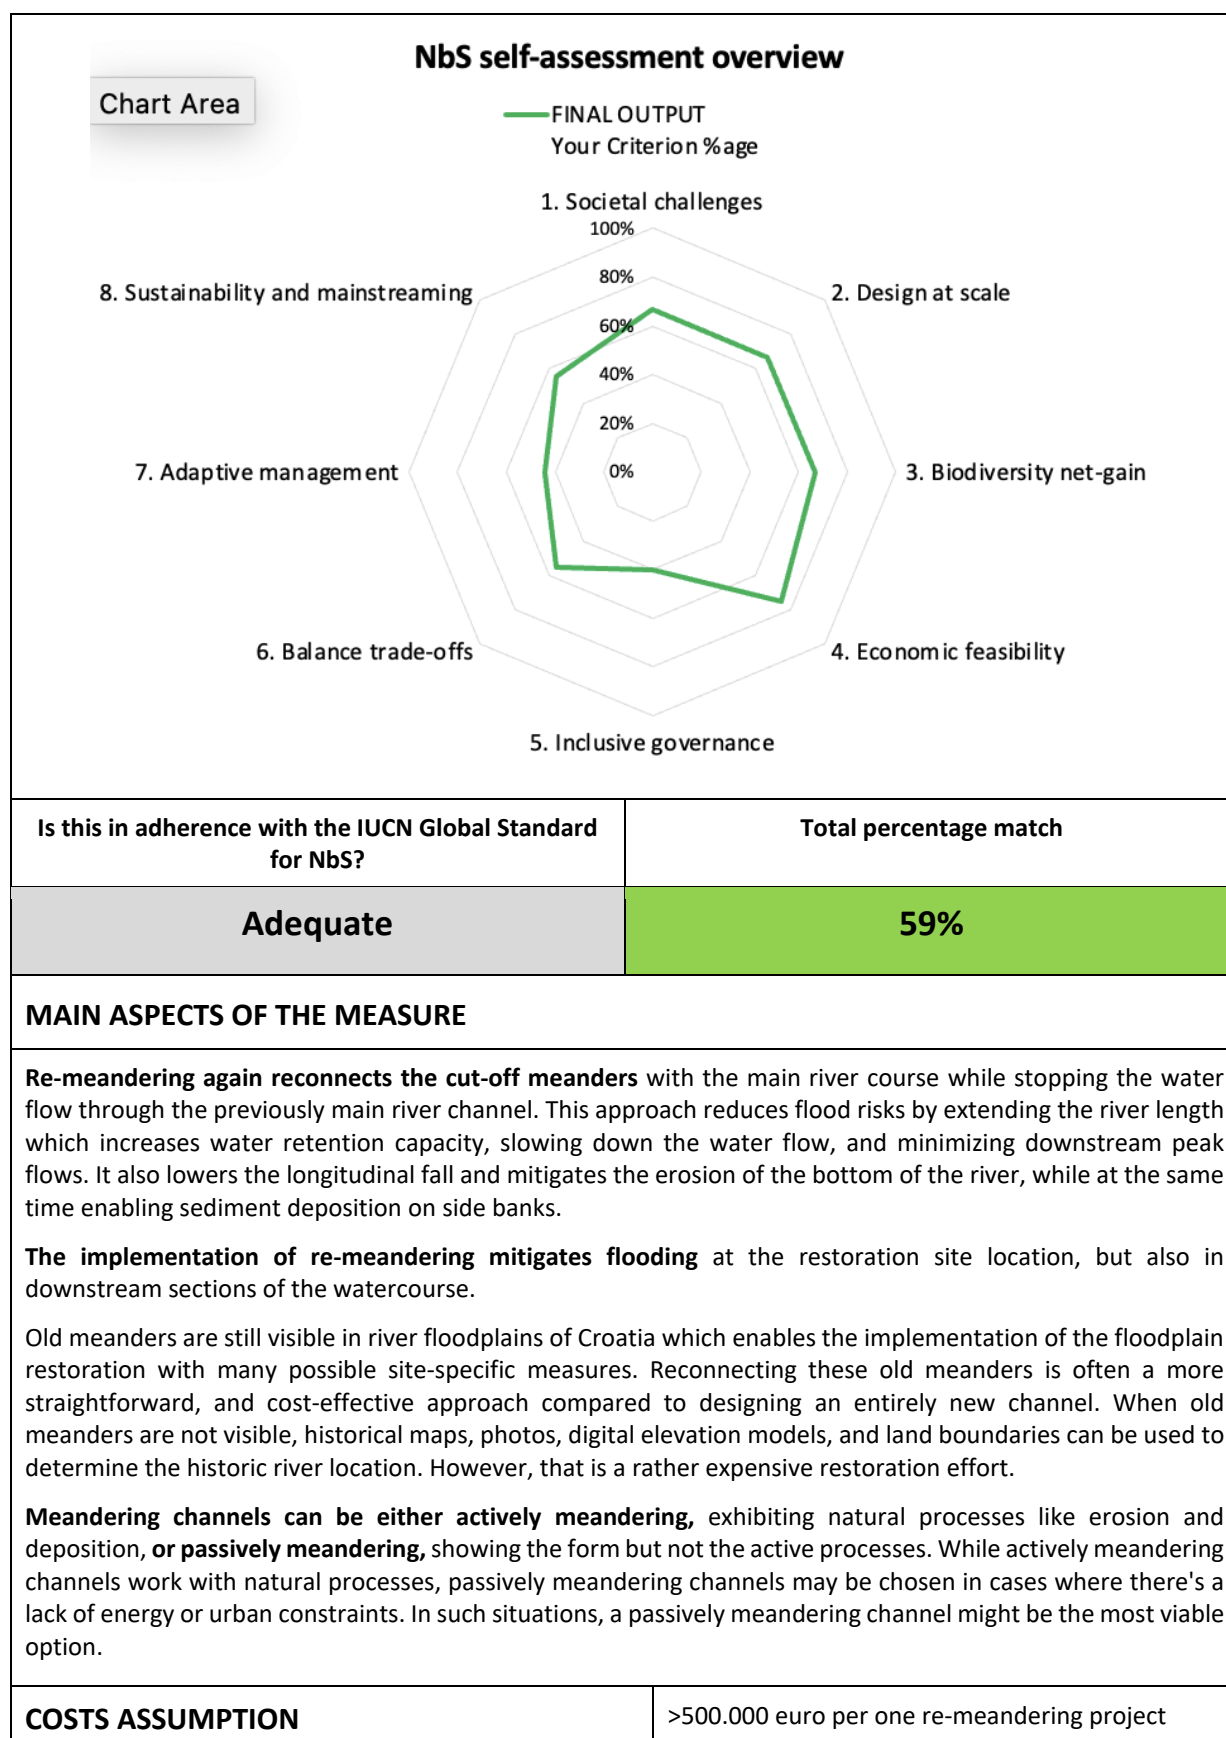 NbS self-assessment overview
Chart Area
FINAL OUTPUT
Your Criterion %age
1. Societal challenges
100%
80%
60%
40%
20%
0%
8. Sustainability and mainstreaming
2. Design at scale
7. Adaptive management
3. Biodiversity net-gain
6. Balance trade-offs
4. Economic feasibility
5. Inclusive governance
Is this in adherence with the IUCN Global Standard
for NbS?
Total percentage match
Adequate
59%
MAIN ASPECTS OF THE MEASURE
Re-meandering again reconnects the cut-off meanders with the main river course while stopping the water
flow through the previously main river channel. This approach reduces flood risks by extending the river length
which increases water retention capacity, slowing down the water flow, and minimizing downstream peak
flows. It also lowers the longitudinal fall and mitigates the erosion of the bottom of the river, while at the same
time enabling sediment deposition on side banks.
The implementation of re-meandering mitigates flooding at the restoration site location, but also in
downstream sections of the watercourse.
Old meanders are still visible in river floodplains of Croatia which enables the implementation of the floodplain
restoration with many possible site-specific measures. Reconnecting these old meanders is often a more
straightforward, and cost-effective approach compared to designing an entirely new channel. When old
meanders are not visible, historical maps, photos, digital elevation models, and land boundaries can be used to
determine the historic river location. However, that is a rather expensive restoration effort.
Meandering channels can be either actively meandering, exhibiting natural processes like erosion and
deposition, or passively meandering, showing the form but not the active processes. While actively meandering
channels work with natural processes, passively meandering channels may be chosen in cases where there's a
lack of energy or urban constraints. In such situations, a passively meandering channel might be the most viable
option.
COSTS ASSUMPTION
>500.000 euro per one re-meandering project